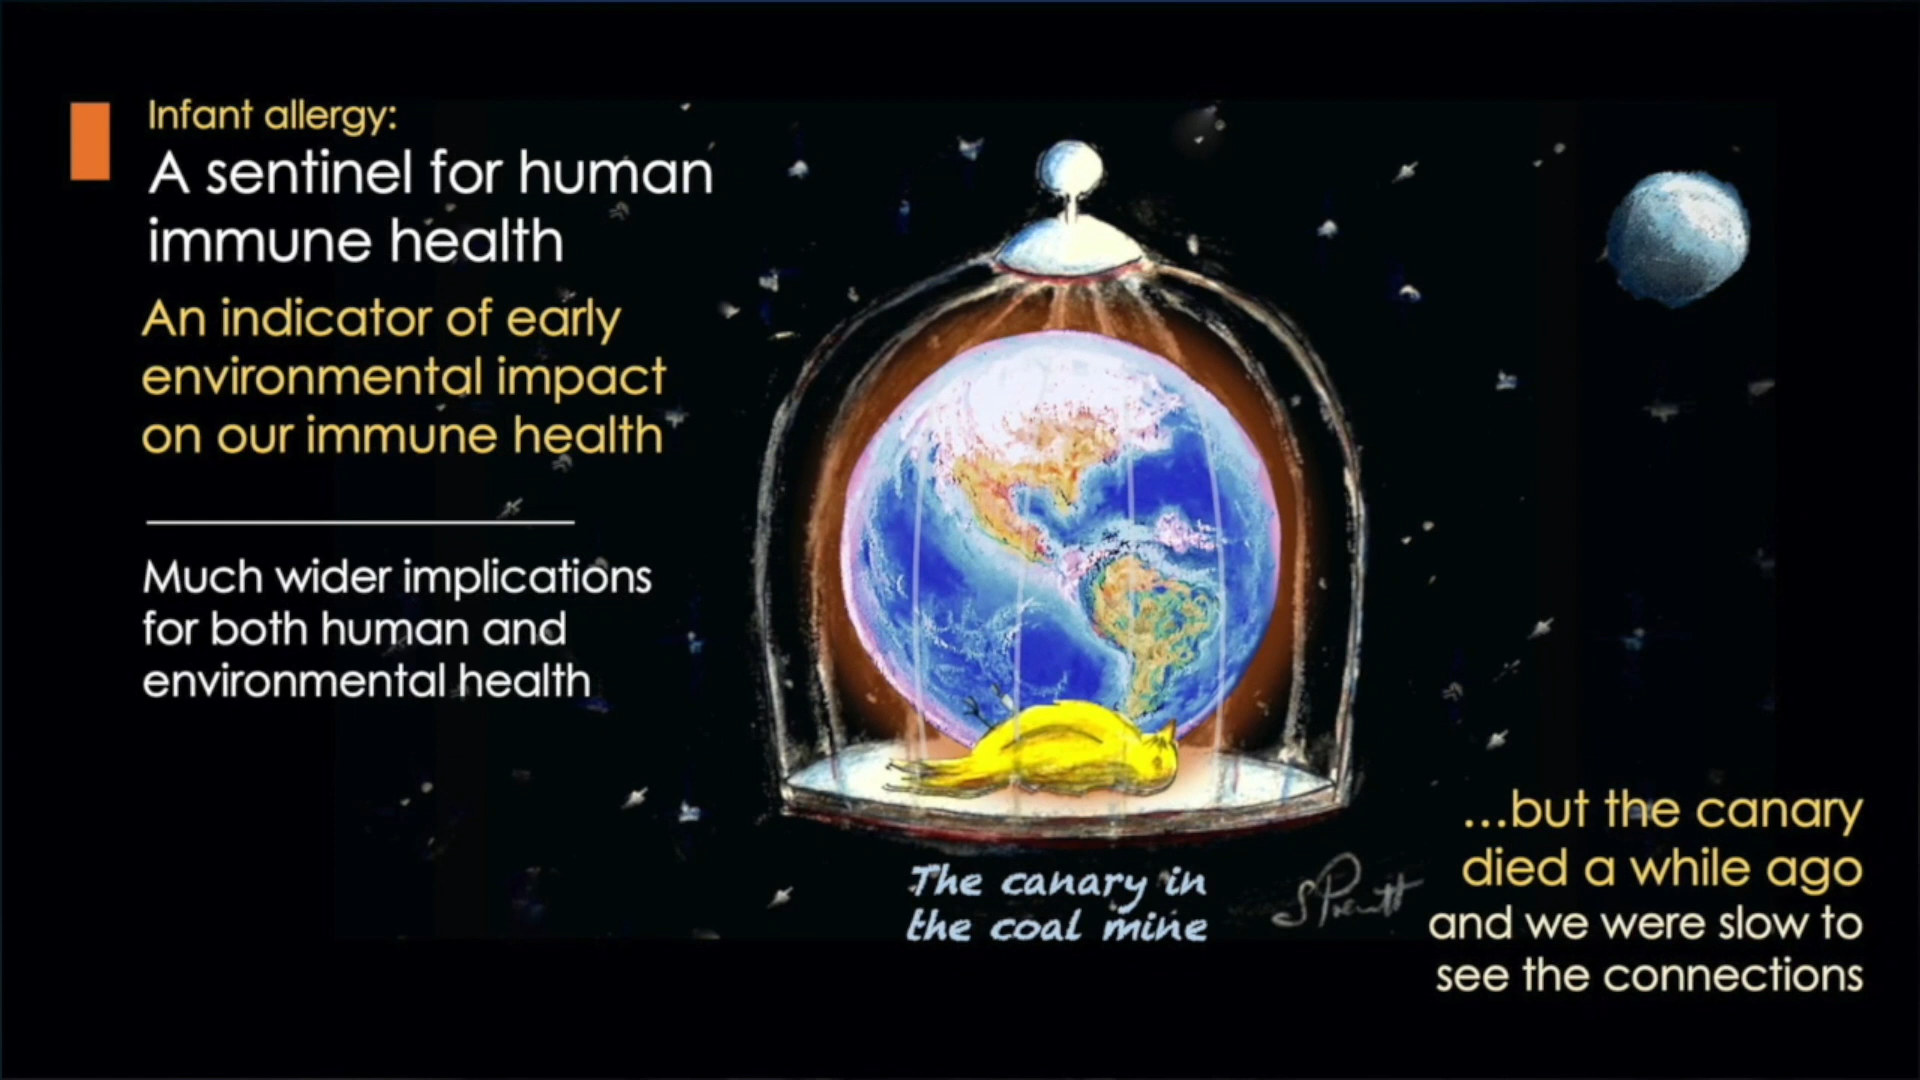 Infant allergy:
A sentinel for human
immune health
An indicator of early
environmental impact
on our immune health
Much wider implications
for both human and
environmental health
The canary in
the coal mine
S Prescott
...but the canary
died a while ago
and we were slow to
see the connections